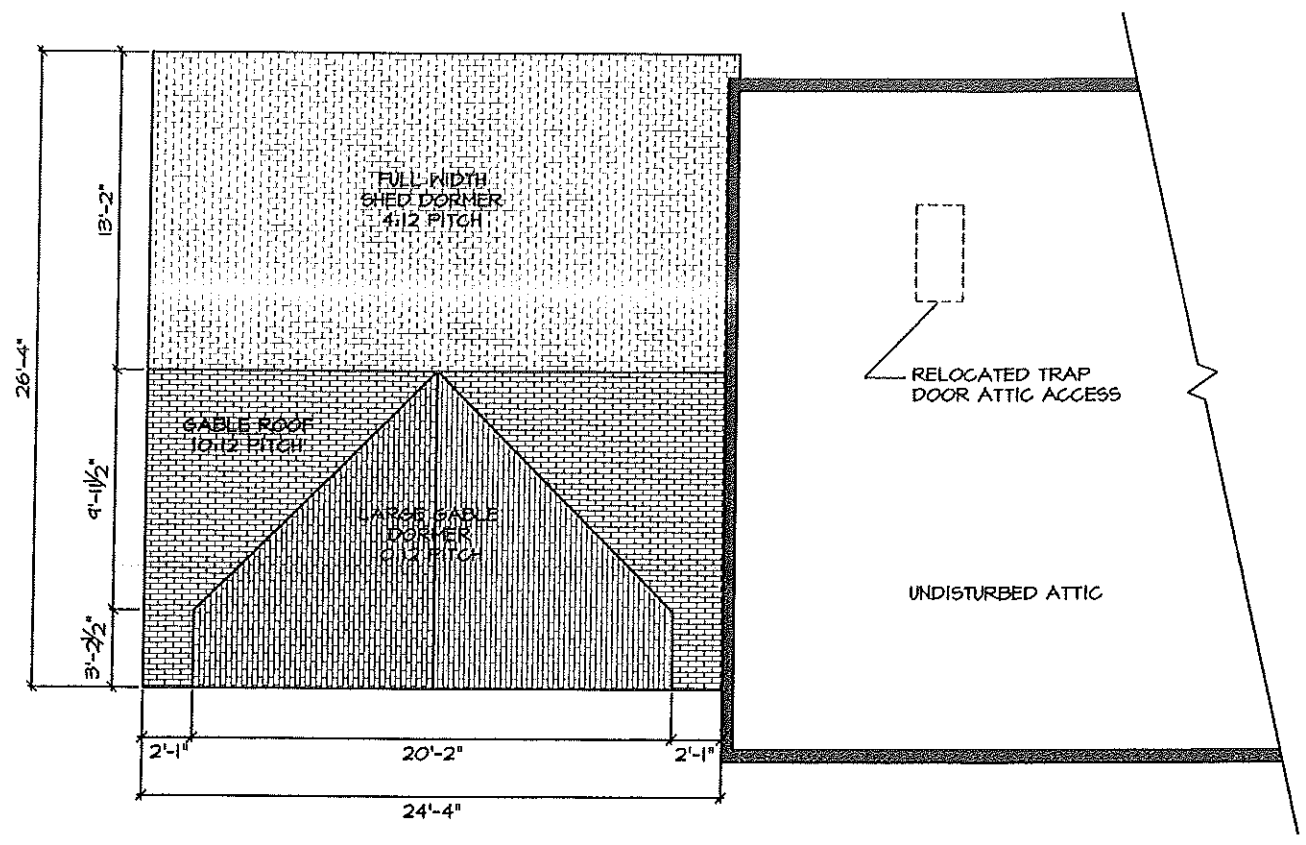 FULL WIDTH
SHED DORMER
4:12 PITCH
13'-2"
26'-4"
RELOCATED TRAP
DOOR ATTIC ACCESS
GABLE ROOF
10:12 PITCH
9'-11½"
LARGE GABLE
DORMER
PITCH
UNDISTURBED ATTIC
3'-2½"
2'-1"
20'-2"
2'-1"
24'-4"